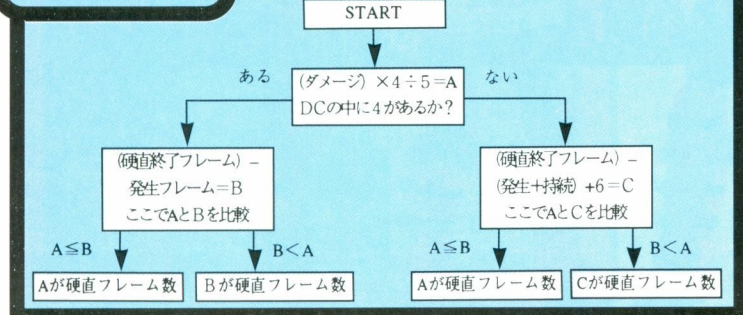 START
ある
(ダメージ) ×4÷5=A
DCの中に4があるか?
ない
(硬直終了フレーム) −
発生フレーム=B
ここでAとBを比較
(硬直終了フレーム) −
(発生+持続) +6=C
ここでAとCを比較
A≦B
B<A
A≦B
B<A
Aが硬直フレーム数
Bが硬直フレーム数
Aが硬直フレーム数
Cが硬直フレーム数